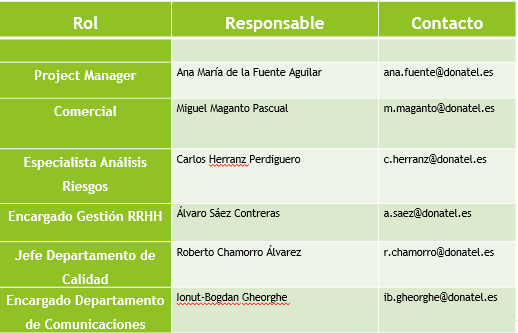 Rol Responsable Contacto
Project Manager Ana María de la Fuente Aguilar ana.fuente@donatel.es
Comercial Miguel Maganto Pascual m.maganto@donatel.es
Especialista Análisis Carlos Herranz Perdiguero c.herranz@donatel.es
Riesgos
Encargado Gestión RRHH Álvaro Sáez Contreras a.saez@donatel.es
Jefe Departamento de Roberto Chamorro Álvarez r.chamorro@donatel.es
Calidad
Encargado Departamento Ionut-Bogdan Gheorghe ib.gheorghe@donatel.es
de Comunicaciones